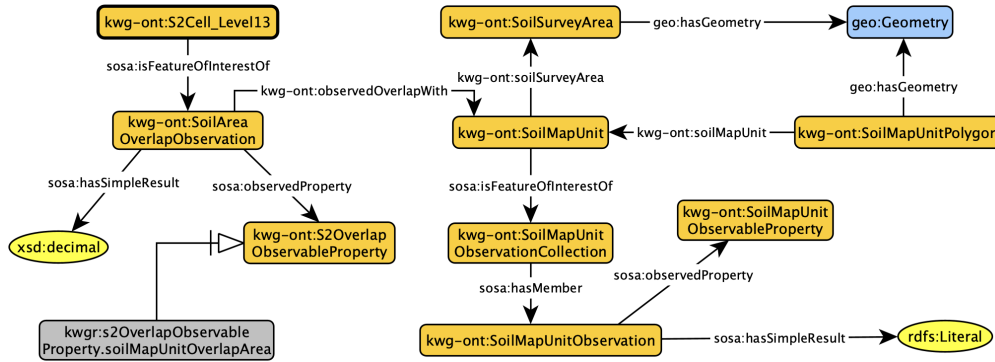 kwg-ont:S2Cell_Level13
kwg-ont:SoilSurveyArea
geo:hasGeometry
geo:Geometry
sosa:isFeatureOfInterestOf
kwg-ont:soilSurveyArea
geo:hasGeometry
kwg-ont:observedOverlapWith
kwg-ont:SoilArea
OverlapObservation
kwg-ont:SoilMapUnit
kwg-ont:soilMapUnit
kwg-ont:SoilMapUnitPolygon
sosa:hasSimpleResult
sosa:observedProperty
sosa:isFeatureOfInterestOf
xsd:decimal
kwg-ont:S2Overlap
ObservableProperty
kwg-ont:SoilMapUnit
ObservationCollection
kwg-ont:SoilMapUnit
ObservableProperty
sosa:hasMember
sosa:observedProperty
kwgr:s2OverlapObservable
Property.soilMapUnitOverlapArea
kwg-ont:SoilMapUnitObservation
sosa:hasSimpleResult
rdfs:Literal